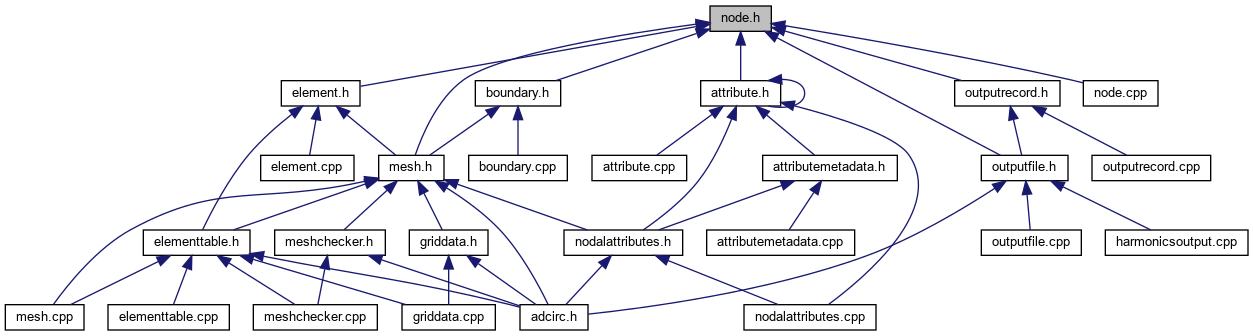 node.h
element.h
boundary.h
attribute.h
outputrecord.h
node.cpp
element.cpp
mesh.h
boundary.cpp
attribute.cpp
attributemetadata.h
outputfile.h
outputrecord.cpp
elementtable.h
meshchecker.h
griddata.h
nodalattributes.h
attributemetadata.cpp
outputfile.cpp
harmonicsoutput.cpp
mesh.cpp
elementtable.cpp
meshchecker.cpp
griddata.cpp
adcirc.h
nodalattributes.cpp